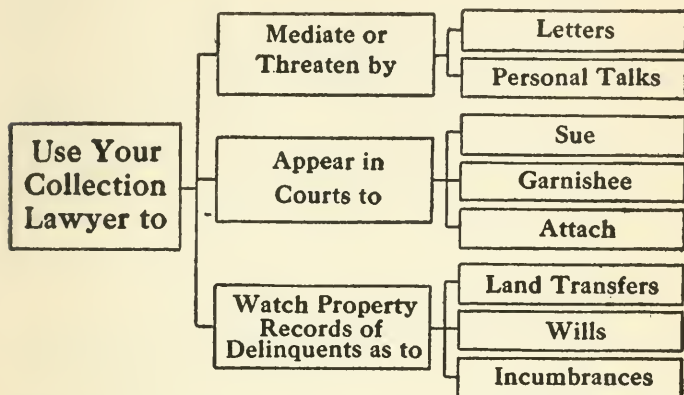 Use Your
Collection
Lawyer to
Mediate or
Threaten by
Letters
Personal Talks
Appear in
Courts to
Sue
Garnishee
Attach
Watch Property
Records of
Delinquents as to
Land Transfers
Wills
Incumbrances